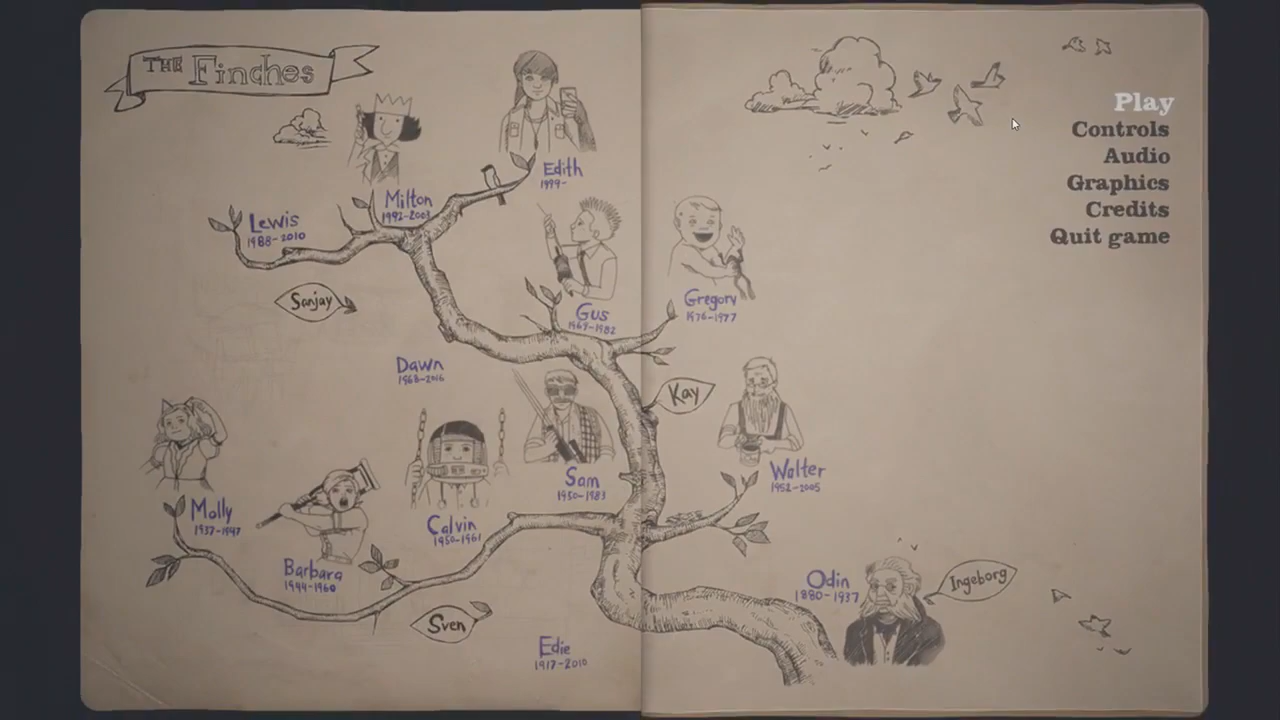 THE Finches
Edith
1999-
Milton
1992-2003
Lewis
1988-2010
Sanjay
Gus
1969-1982
Gregory
1976-1977
Dawn
1968-2016
Kay
Sam
1950-1983
Walter
1952-2005
Molly
1937-1947
Calvin
1950-1961
Barbara
1944-1960
Odin
1880-1937
Ingeborg
Sven
Edie
1917-2010
Play
Controls
Audio
Graphics
Credits
Quit game